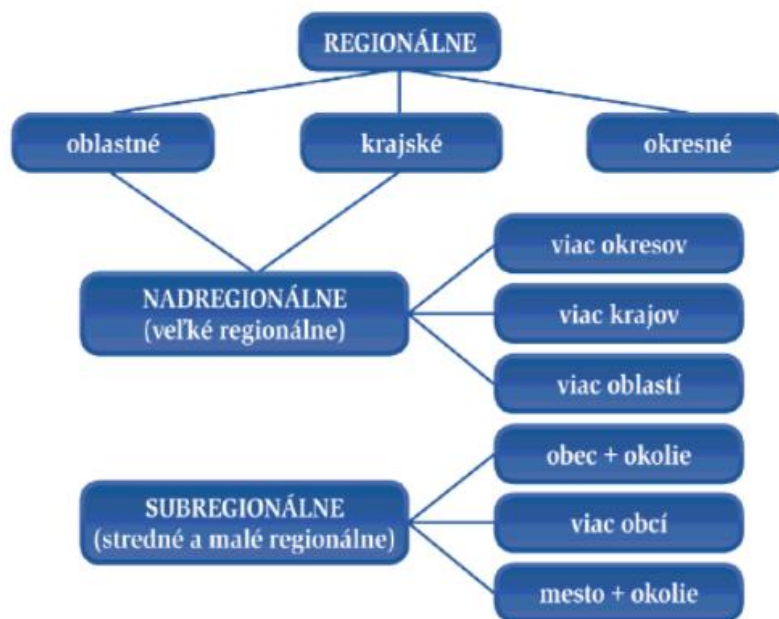 REGIONÁLNE
oblastné
krajské
okresné
viac okresov
NADREGIONÁLNE
(veľké regionálne)
viac krajov
viac oblastí
obec + okolie
SUBREGIONÁLNE
(stredné a malé regionálne)
viac obcí
mesto + okolie